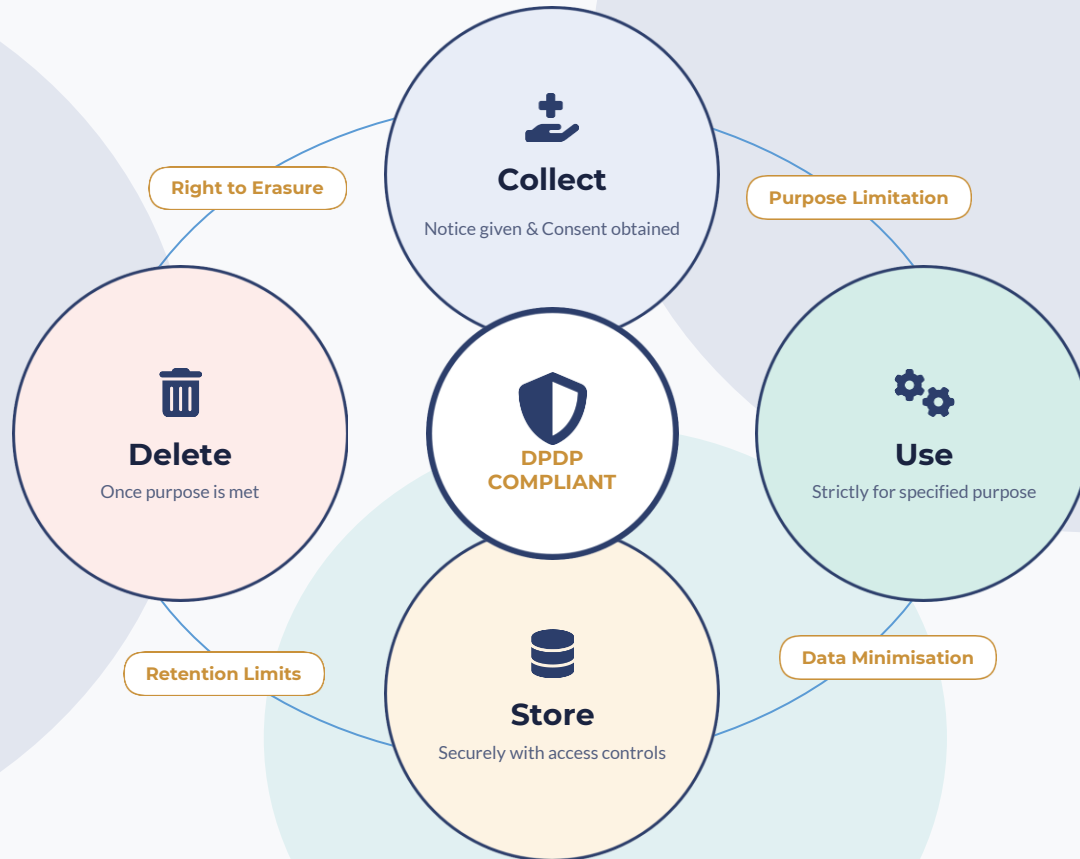 Collect
Notice given & Consent obtained
Right to Erasure
Purpose Limitation
Delete
Once purpose is met
DPDP
COMPLIANT
Use
Strictly for specified purpose
Retention Limits
Data Minimisation
Store
Securely with access controls